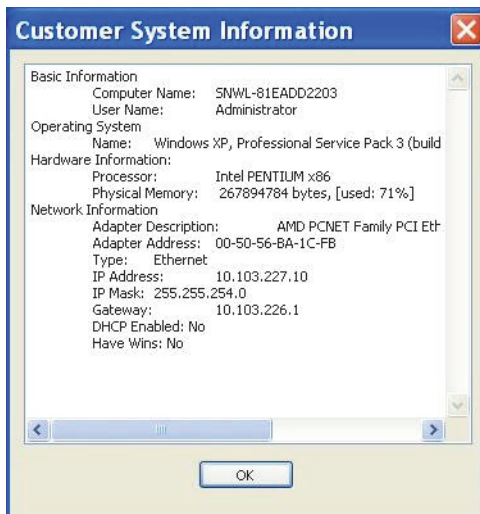 Customer System Information
Basic Information
Computer Name: SNWL-81EADD2203
User Name: Administrator
Operating System
Name: Windows XP, Professional Service Pack 3 (build
Hardware Information:
Processor: Intel PENTIUM x86
Physical Memory: 267894784 bytes, [used: 71%]
Network Information
Adapter Description: AMD PCNET Family PCI Eth
Adapter Address: 00-50-56-BA-1C-FB
Type: Ethernet
IP Address: 10.103.227.10
IP Mask: 255.255.254.0
Gateway: 10.103.226.1
DHCP Enabled: No
Have Wins: No
OK